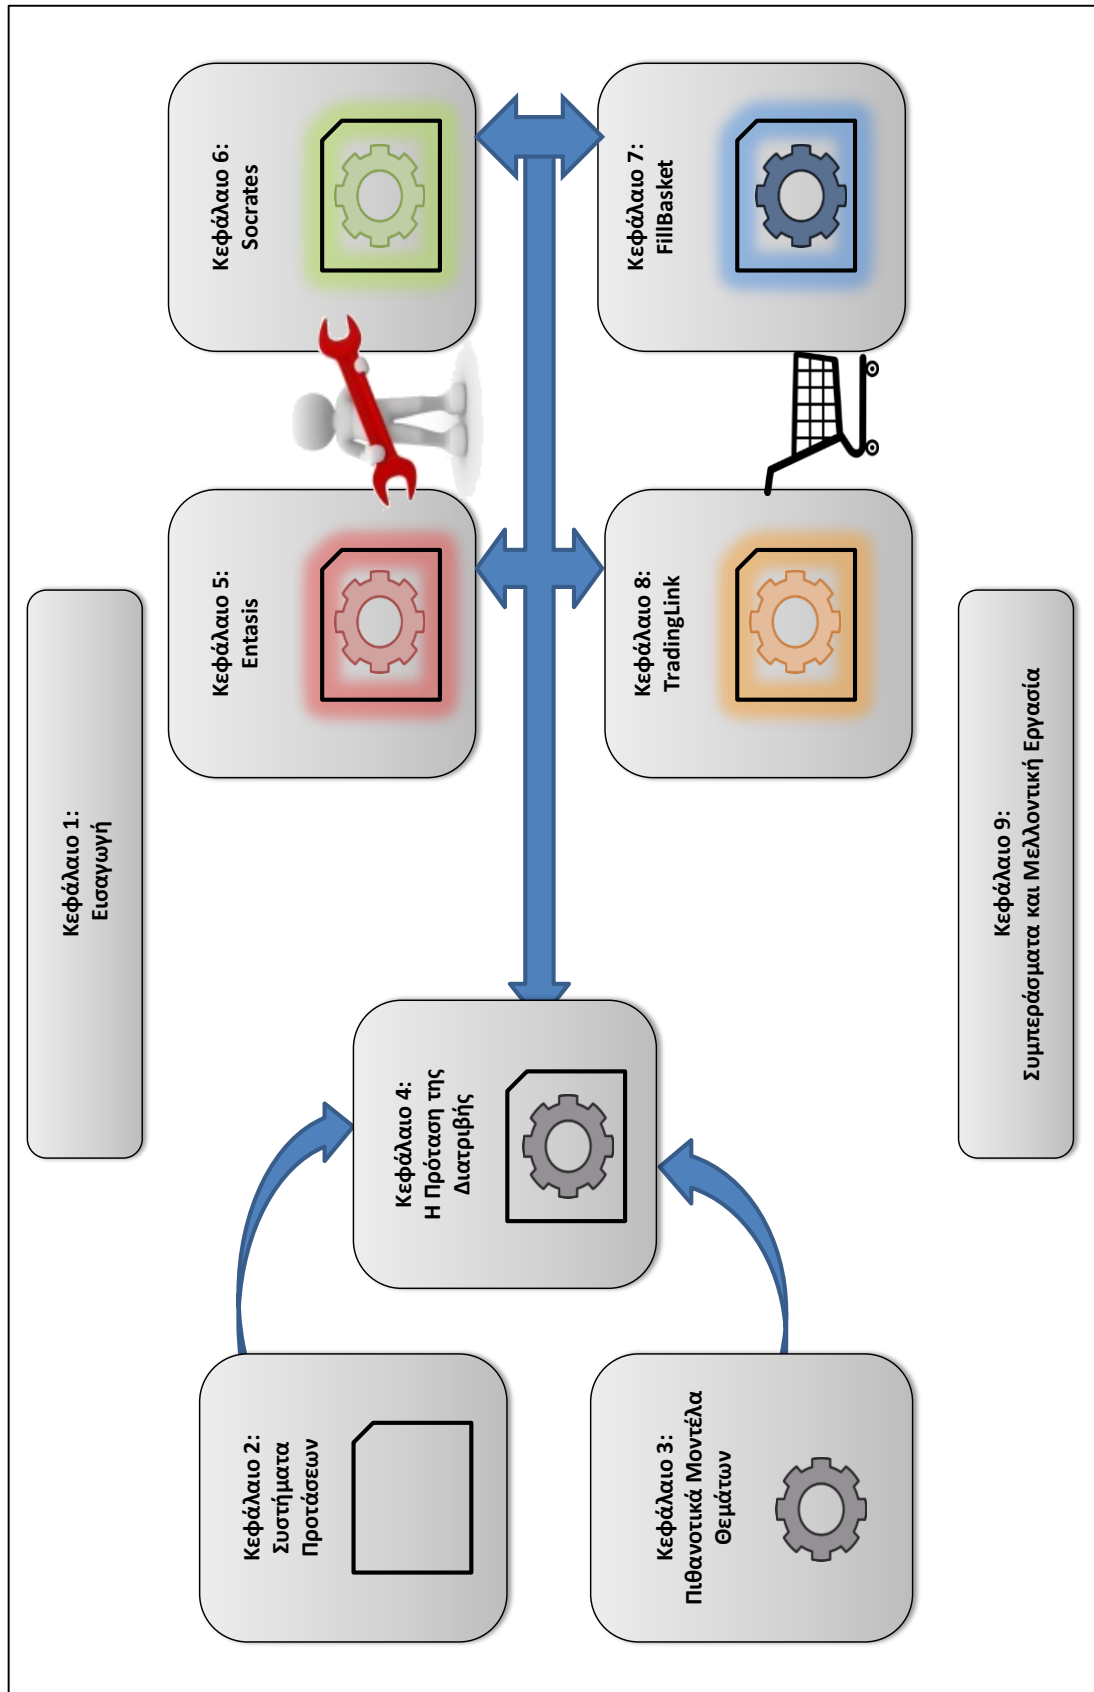 Κεφάλαιο 1:
Εισαγωγή
Κεφάλαιο 2:
Συστήματα
Προτάσεων
Κεφάλαιο 3:
Πιθανοτικά Μοντέλα
Θεμάτων
Κεφάλαιο 4:
Η Πρόταση της
Διατριβής
Κεφάλαιο 5:
Entasis
Κεφάλαιο 6:
Socrates
Κεφάλαιο 7:
FillBasket
Κεφάλαιο 8:
TradingLink
Κεφάλαιο 9:
Συμπεράσματα και Μελλοντική Εργασία